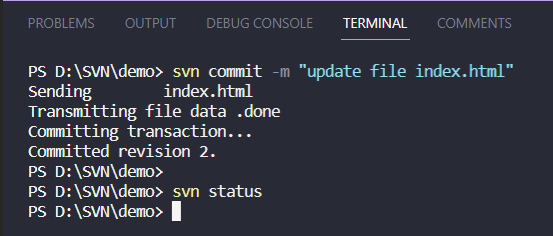 PROBLEMS OUTPUT DEBUG CONSOLE TERMINAL COMMENTS
PS D:\SVN\demo> svn commit -m "update file index.html"
Sending        index.html
Transmitting file data .done
Committing transaction...
Committed revision 2.
PS D:\SVN\demo>
PS D:\SVN\demo> svn status
PS D:\SVN\demo>